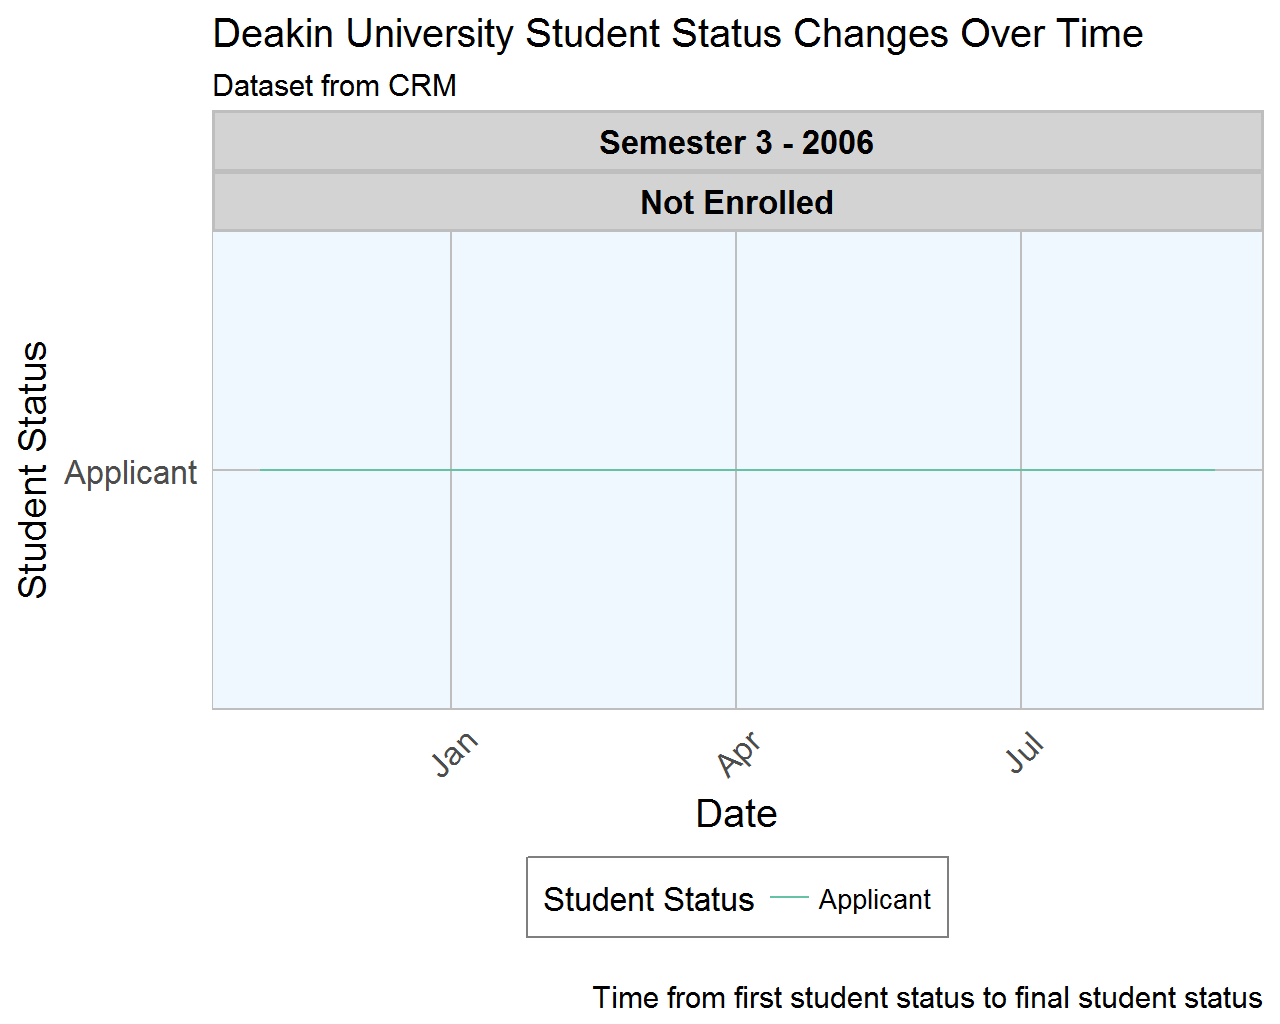 Deakin University Student Status Changes Over Time
Dataset from CRM
Semester 3 - 2006
Not Enrolled
Student Status
Applicant
Jan
Apr
Jul
Date
Student Status
Applicant
Time from first student status to final student status